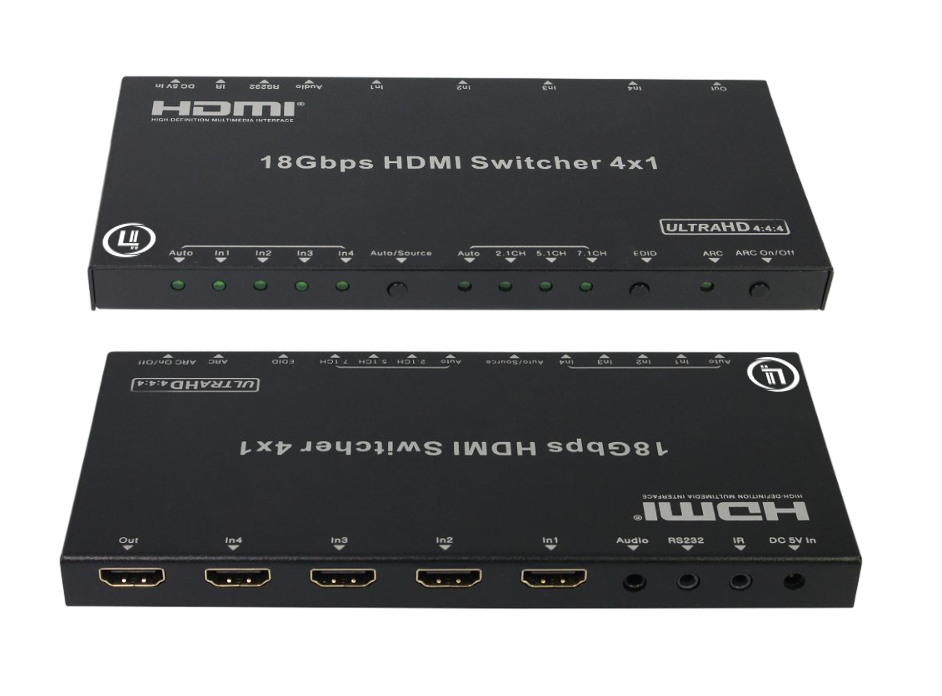 DC 5V In IR RS232 Audio In1 In2 In3 In4 Out
HDMI®
HIGH-DEFINITION MULTIMEDIA INTERFACE
18Gbps HDMI Switcher 4x1
ULTRAHD 4:4:4
Auto In1 In2 In3 In4 Auto/Source Auto 2.1CH 5.1CH 7.1CH EDID ARC ARC On/Off
ARC On/Off ARC EDID 7.1CH 5.1CH 2.1CH Auto Auto/Source In4 In3 In2 In1 Auto
ULTRAHD 4:4:4
18Gbps HDMI Switcher 4x1
HIGH-DEFINITION MULTIMEDIA INTERFACE
HDMI®
Out In4 In3 In2 In1 Audio RS232 IR DC 5V In